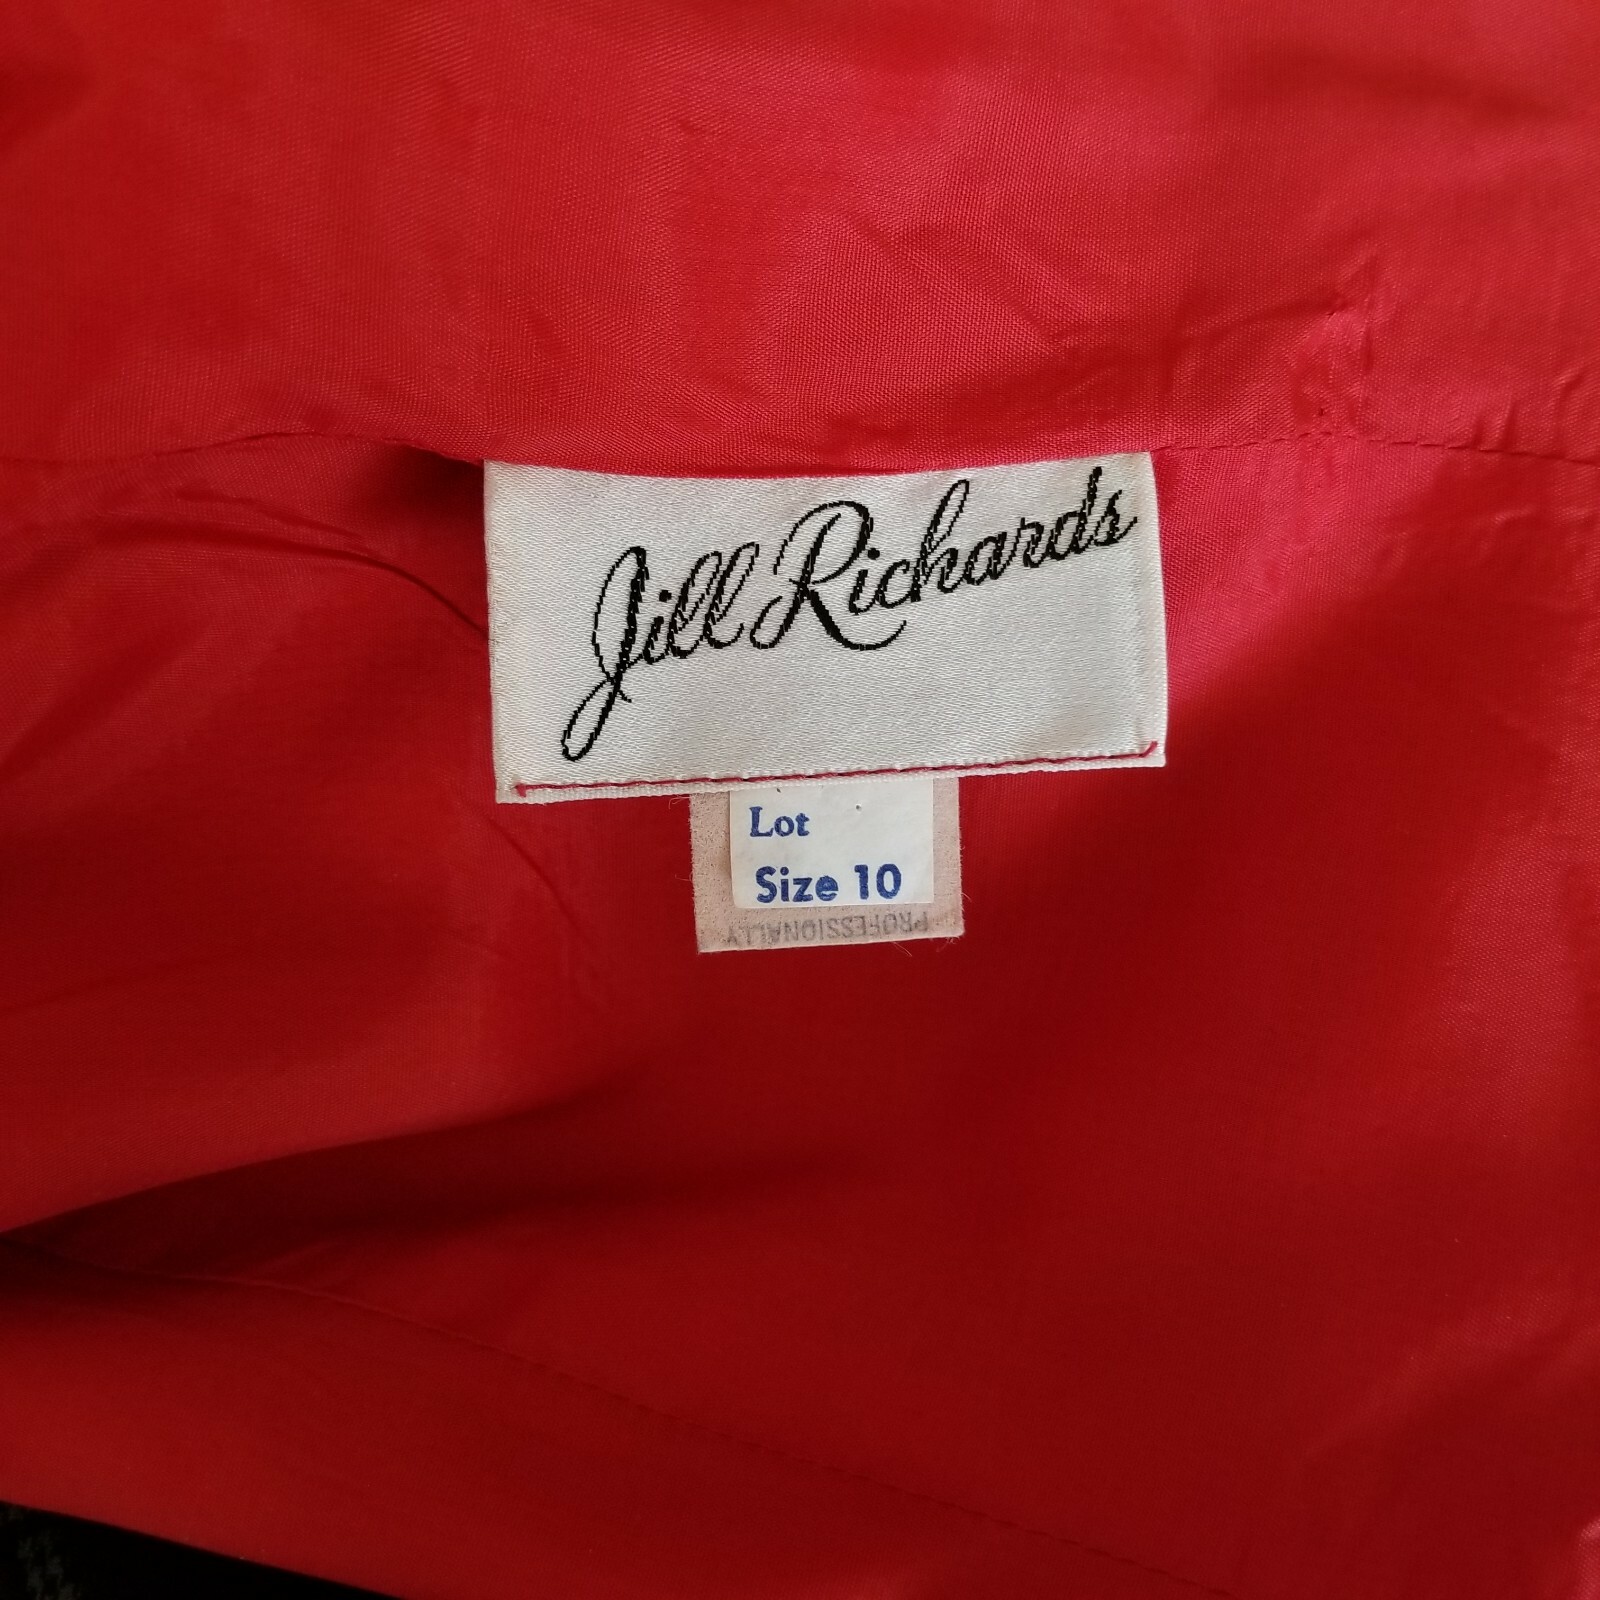 Jill Richards
Lot
Size 10
PROFESSIONALLY